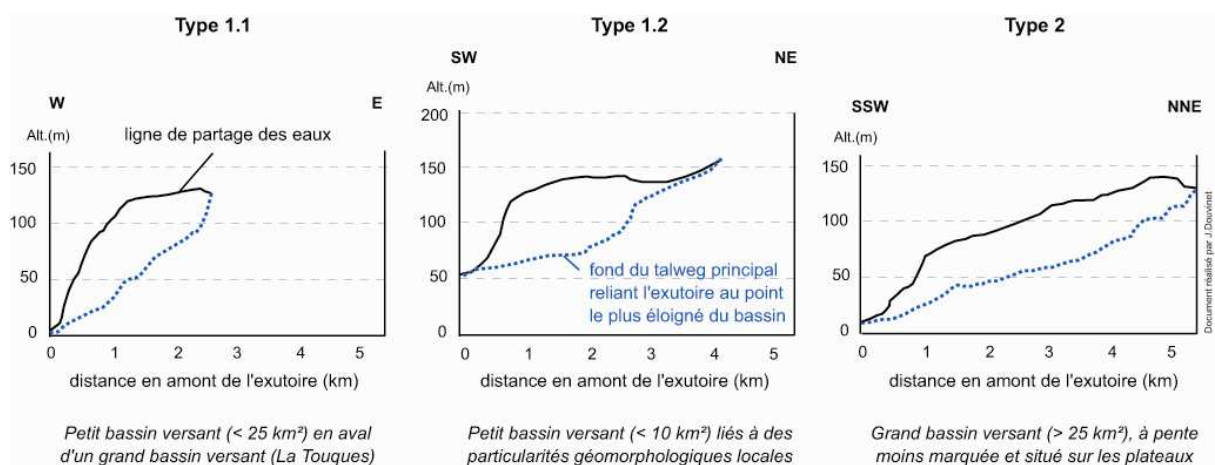 Type 1.1
W
E
Alt.(m)
ligne de partage des eaux
150
100
50
0
0 1 2 3 4 5
distance en amont de l'exutoire (km)
Petit bassin versant (< 25 km²) en aval
d'un grand bassin versant (La Touques)
Type 1.2
SW
NE
Alt.(m)
200
150
100
50
0
fond du talweg principal
reliant l'exutoire au point
le plus éloigné du bassin
0 1 2 3 4 5
distance en amont de l'exutoire (km)
Petit bassin versant (< 10 km²) liés à des
particularités géomorphologiques locales
Type 2
SSW
NNE
Alt.(m)
150
100
50
0
0 1 2 3 4 5
distance en amont de l'exutoire (km)
Grand bassin versant (> 25 km²), à pente
moins marquée et situé sur les plateaux
Document réalisé par J.Douvinet